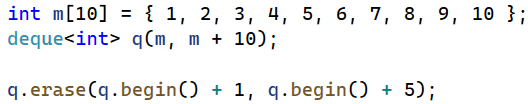 int m[10] = { 1, 2, 3, 4, 5, 6, 7, 8, 9, 10 };
deque<int> q(m, m + 10);
q.erase(q.begin() + 1, q.begin() + 5);